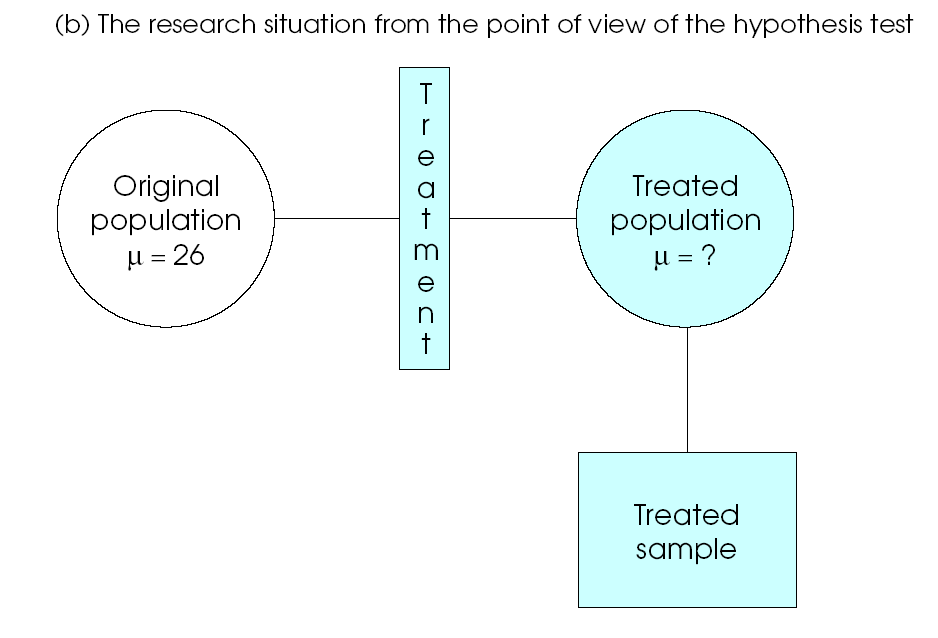 (b) The research situation from the point of view of the hypothesis test
Original
population
μ = 26
Treatment
Treated
population
μ = ?
Treated
sample